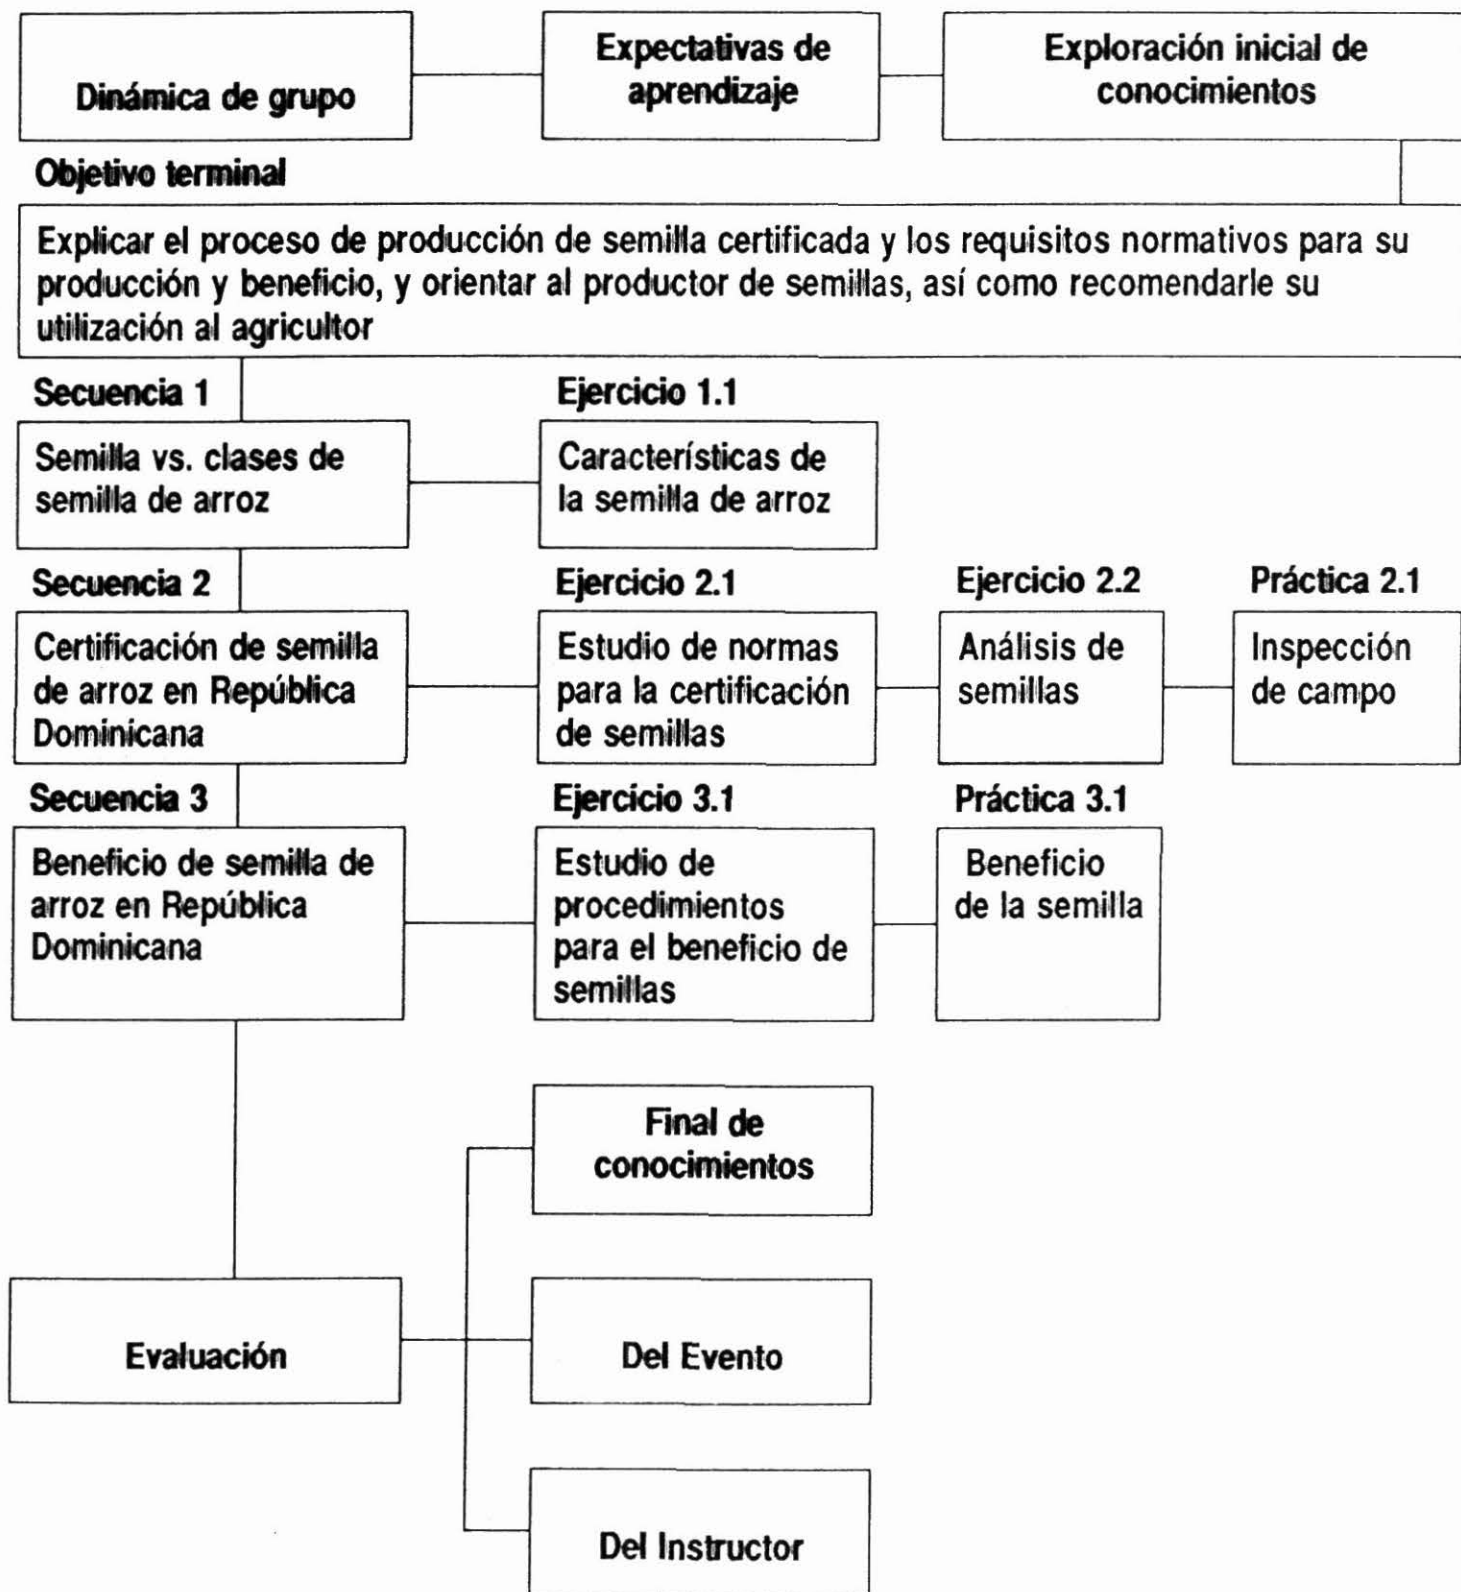 Dinámica de grupo
Expectativas de
aprendizaje
Exploración inicial de
conocimientos
Objetivo terminal
Explicar el proceso de producción de semilla certificada y los requisitos normativos para su
producción y beneficio, y orientar al productor de semillas, así como recomendarle su
utilización al agricultor
Secuencia 1
Semilla vs. clases de
semilla de arroz
Ejercicio 1.1
Características de
la semilla de arroz
Secuencia 2
Certificación de semilla
de arroz en República
Dominicana
Ejercicio 2.1
Estudio de normas
para la certificación
de semillas
Ejercicio 2.2
Análisis de
semillas
Práctica 2.1
Inspección
de campo
Secuencia 3
Beneficio de semilla de
arroz en República
Dominicana
Ejercicio 3.1
Estudio de
procedimientos
para el beneficio de
semillas
Práctica 3.1
Beneficio
de la semilla
Evaluación
Final de
conocimientos
Del Evento
Del Instructor